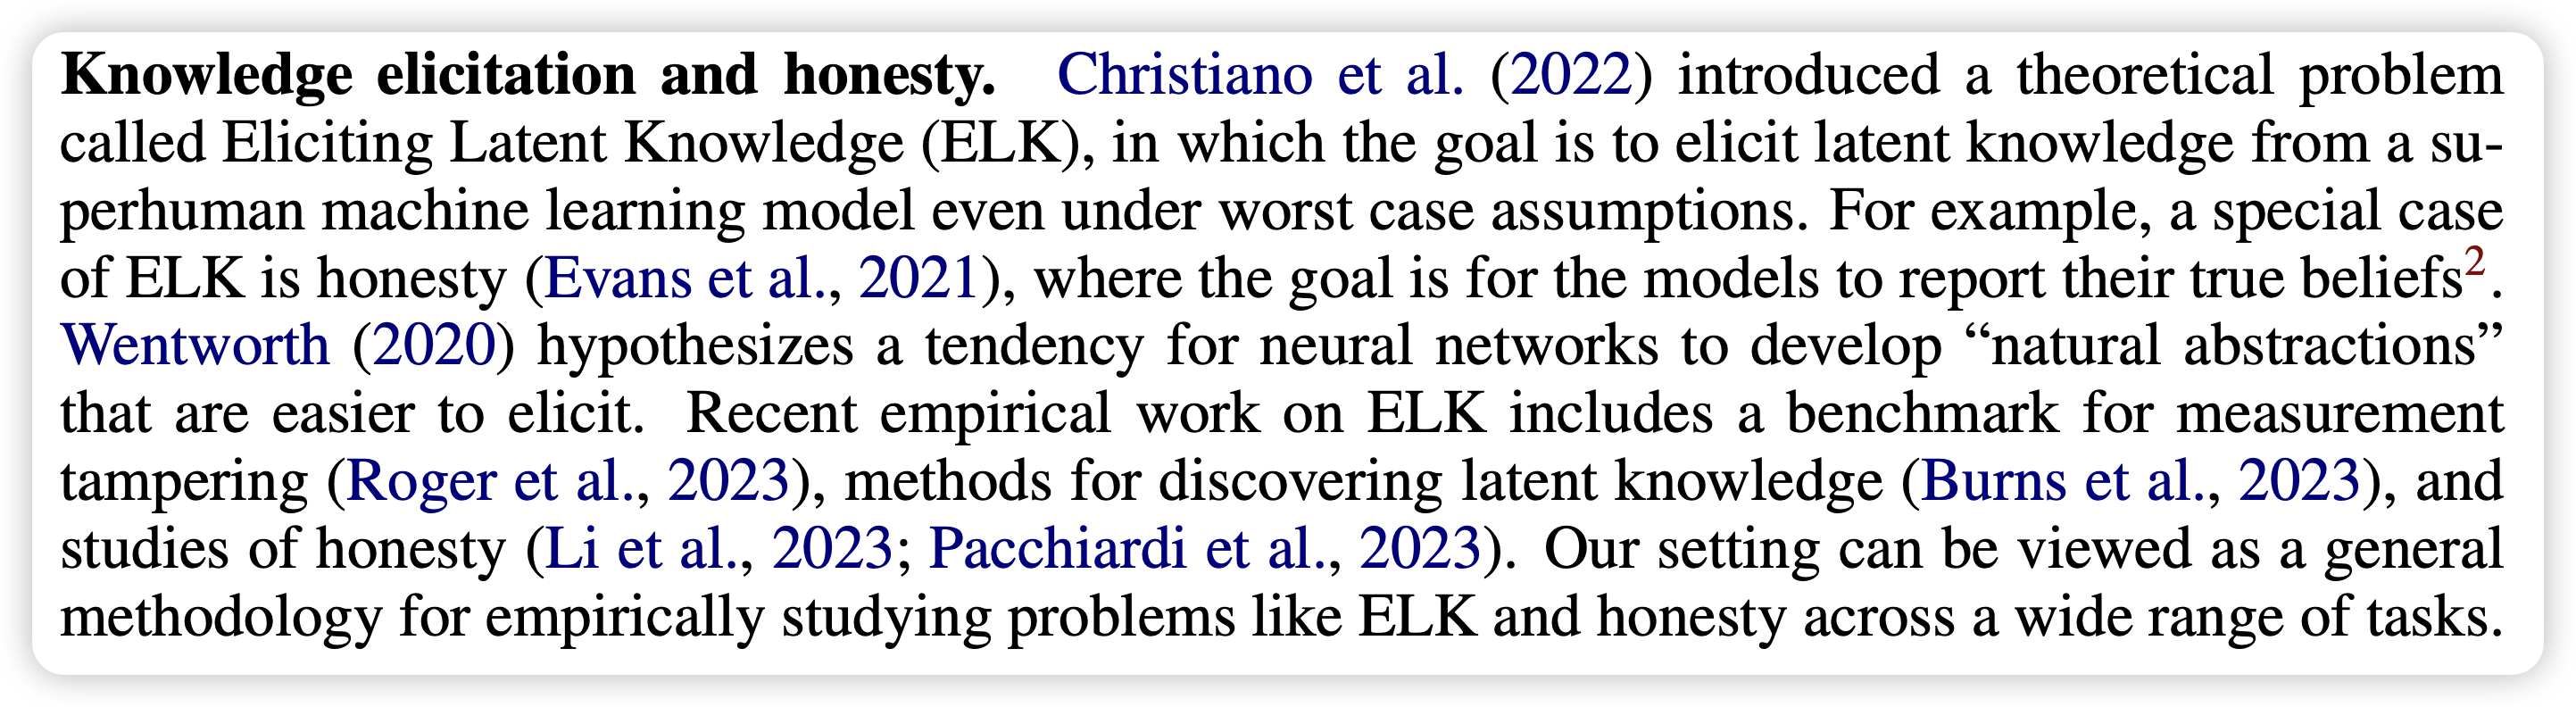 Knowledge elicitation and honesty. Christiano et al. (2022) introduced a theoretical problem
called Eliciting Latent Knowledge (ELK), in which the goal is to elicit latent knowledge from a su-
perhuman machine learning model even under worst case assumptions. For example, a special case
of ELK is honesty (Evans et al., 2021), where the goal is for the models to report their true beliefs2.
Wentworth (2020) hypothesizes a tendency for neural networks to develop “natural abstractions”
that are easier to elicit. Recent empirical work on ELK includes a benchmark for measurement
tampering (Roger et al., 2023), methods for discovering latent knowledge (Burns et al., 2023), and
studies of honesty (Li et al., 2023; Pacchiardi et al., 2023). Our setting can be viewed as a general
methodology for empirically studying problems like ELK and honesty across a wide range of tasks.